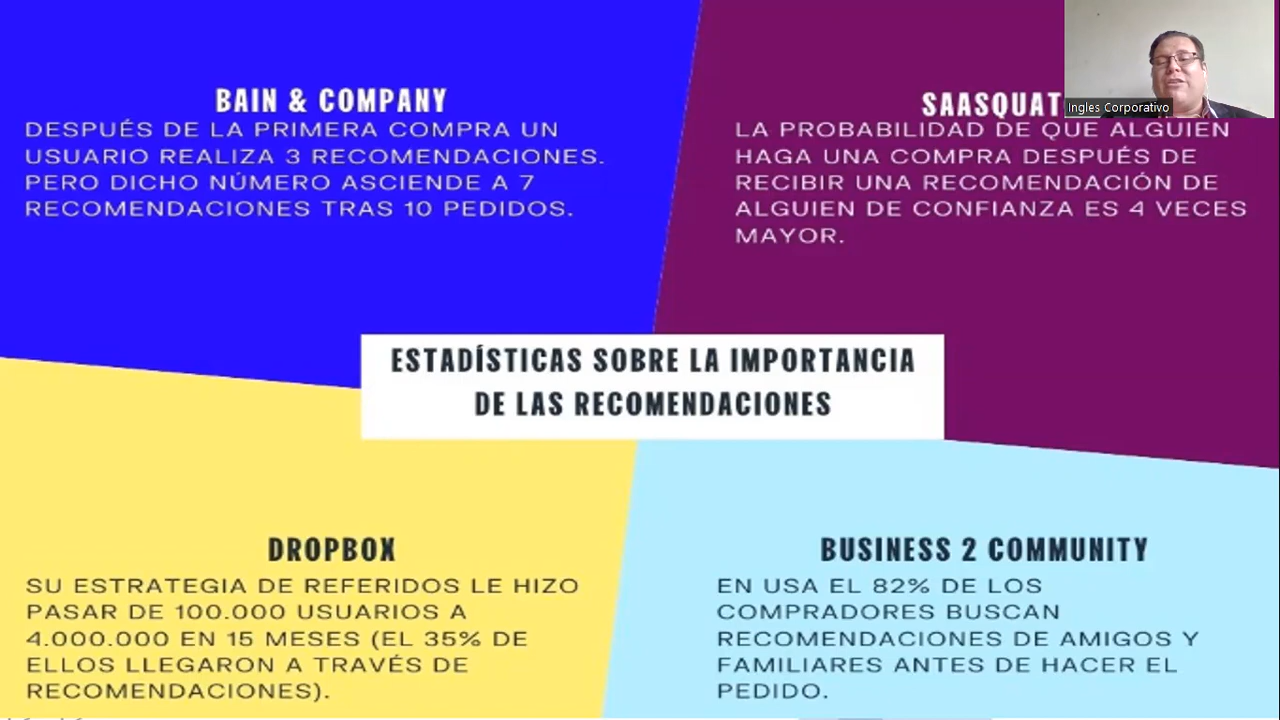 BAIN & COMPANY
DESPUÉS DE LA PRIMERA COMPRA UN
USUARIO REALIZA 3 RECOMENDACIONES.
PERO DICHO NÚMERO ASCIENDE A 7
RECOMENDACIONES TRAS 10 PEDIDOS.
SAASQUAT
Ingles Corporativo
LA PROBABILIDAD DE QUE ALGUIEN
HAGA UNA COMPRA DESPUÉS DE
RECIBIR UNA RECOMENDACIÓN DE
ALGUIEN DE CONFIANZA ES 4 VECES
MAYOR.
ESTADÍSTICAS SOBRE LA IMPORTANCIA
DE LAS RECOMENDACIONES
DROPBOX
SU ESTRATEGIA DE REFERIDOS LE HIZO
PASAR DE 100.000 USUARIOS A
4.000.000 EN 15 MESES (EL 35% DE
ELLOS LLEGARON A TRAVÉS DE
RECOMENDACIONES).
BUSINESS 2 COMMUNITY
EN USA EL 82% DE LOS
COMPRADORES BUSCAN
RECOMENDACIONES DE AMIGOS Y
FAMILIARES ANTES DE HACER EL
PEDIDO.